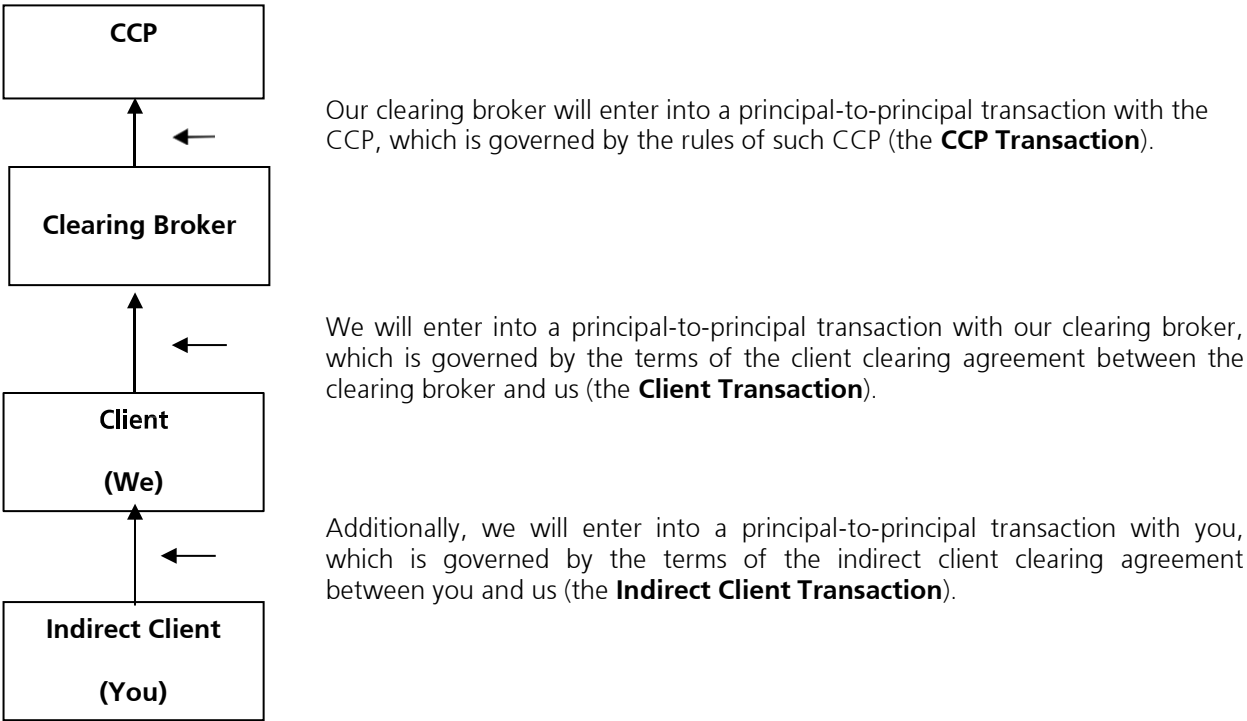 CCP
Our clearing broker will enter into a principal-to-principal transaction with the
CCP, which is governed by the rules of such CCP (the CCP Transaction).
Clearing Broker
We will enter into a principal-to-principal transaction with our clearing broker,
which is governed by the terms of the client clearing agreement between the
clearing broker and us (the Client Transaction).
Client
(We)
Additionally, we will enter into a principal-to-principal transaction with you,
which is governed by the terms of the indirect client clearing agreement
between you and us (the Indirect Client Transaction).
Indirect Client
(You)